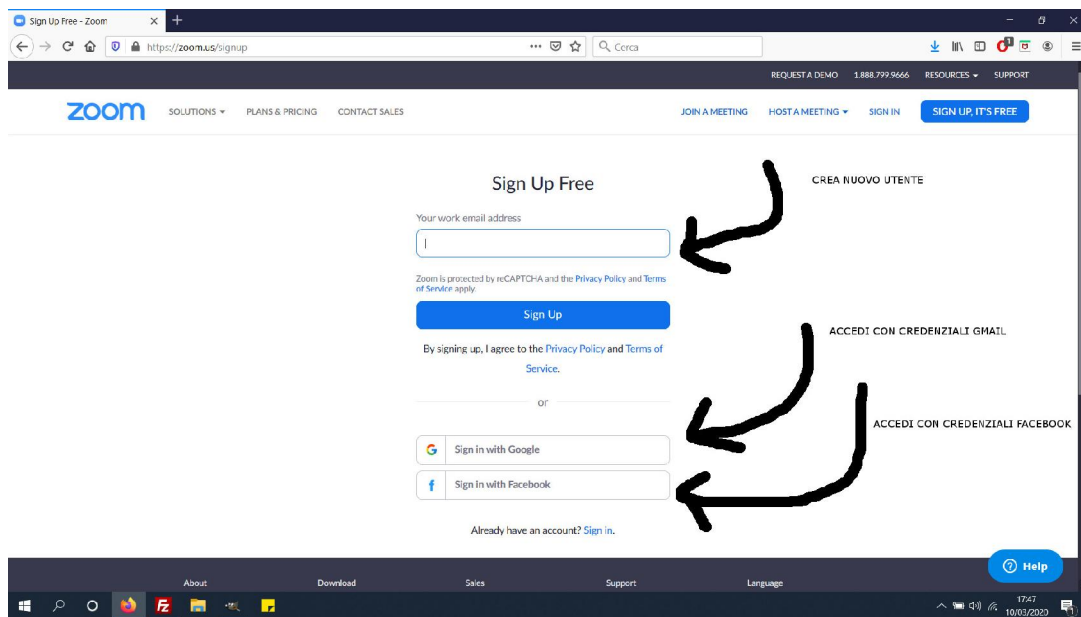 Sign Up Free - Zoom
https://zoom.us/signup
Cerca
1
REQUEST A DEMO 1.888.799.9666 RESOURCES SUPPORT
zoom SOLUTIONS PLANS & PRICING CONTACT SALES JOIN A MEETING HOST A MEETING SIGN IN SIGN UP, IT'S FREE
Sign Up Free
CREA NUOVO UTENTE
Your work email address
Zoom is protected by reCAPTCHA and the Privacy Policy and Terms
of Service apply.
Sign Up
ACCEDI CON CREDENZIALI GMAIL
By signing up, I agree to the Privacy Policy and Terms of
Service.
or
ACCEDI CON CREDENZIALI FACEBOOK
G Sign in with Google
f Sign in with Facebook
Already have an account? Sign in.
Help
About Download Sales Support Language
Fz
17:47
10/03/2020
1